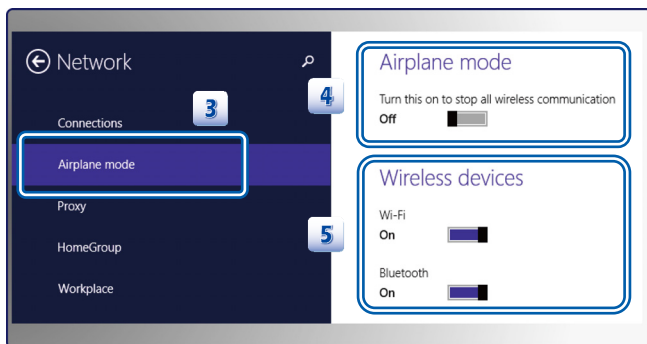 Network
3
Connections
Airplane mode
Proxy
HomeGroup
Workplace
4
Airplane mode
Turn this on to stop all wireless communication
Off
5
Wireless devices
Wi-Fi
On
Bluetooth
On